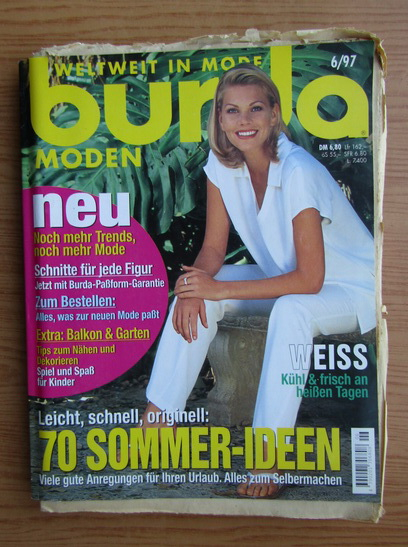 WELTWEIT IN MODE
6/97
burda
MODEN
DM 6,80
neu
Noch mehr Trends,
noch mehr Mode
Schnitte für jede Figur
Jetzt mit Burda-Paßform-Garantie
Zum Bestellen:
Alles, was zur neuen Mode paßt
Extra: Balkon & Garten
Tips zum Nähen und
Dekorieren
Spiel und Spaß
für Kinder
WEISS
Kühl & frisch an
heißen Tagen
Leicht, schnell, originell:
70 SOMMER-IDEEN
Viele gute Anregungen für Ihren Urlaub. Alles zum Selbermachen